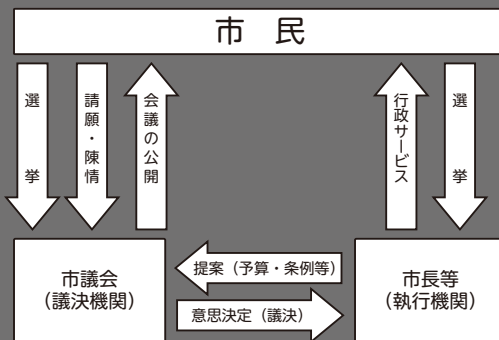 市 民
選挙
請願・陳情
会議の公開
行政サービス
選挙
市議会
（議決機関）
提案（予算・条例等）
意思決定（議決）
市長等
（執行機関）